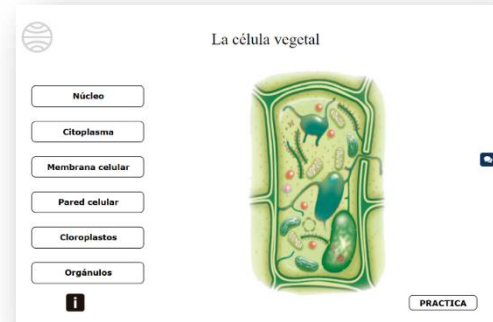 La célula vegetal
Núcleo
Citoplasma
Membrana celular
Pared celular
Cloroplastos
Orgánulos
i
PRACTICA